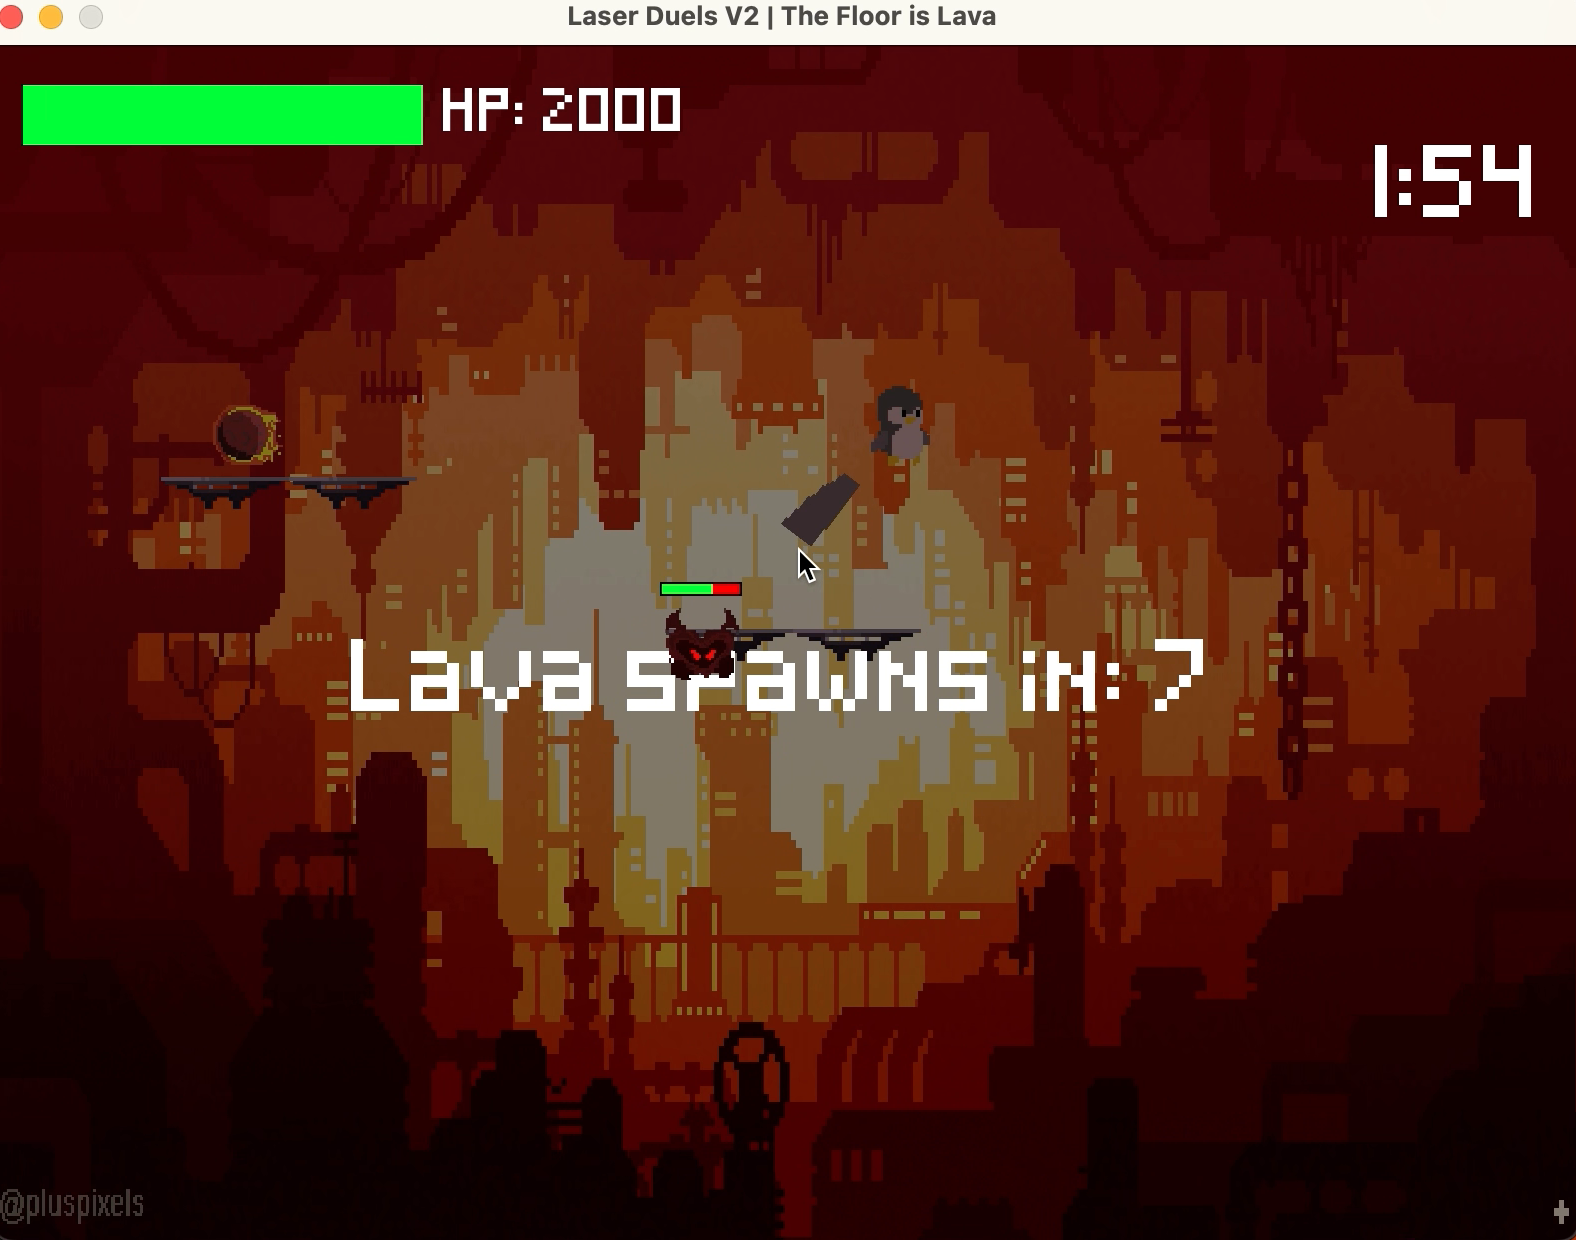 Laser Duels V2 | The Floor is Lava
HP: 2000
1:54
Lava spawns in: 7
@pluspixels